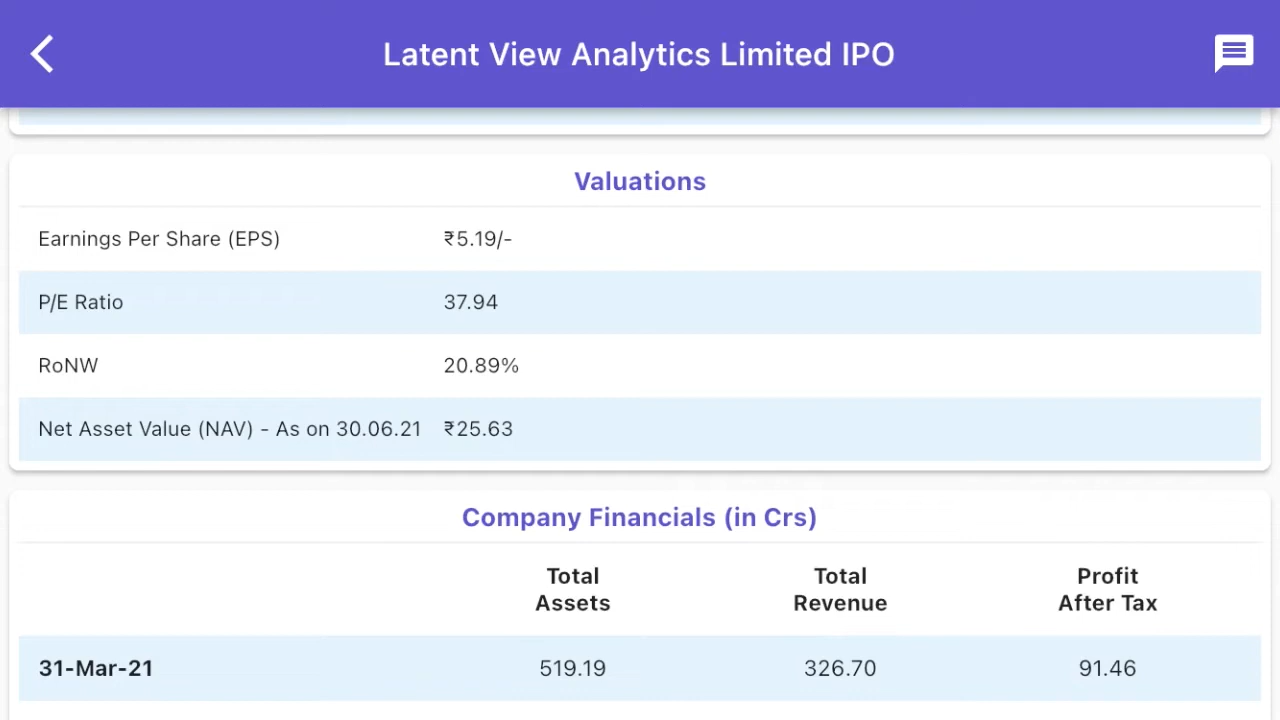 Latent View Analytics Limited IPO
Valuations
Earnings Per Share (EPS) ₹5.19/-
P/E Ratio 37.94
RoNW 20.89%
Net Asset Value (NAV) - As on 30.06.21 ₹25.63
Company Financials (in Crs)
Total Assets Total Revenue Profit After Tax
31-Mar-21 519.19 326.70 91.46